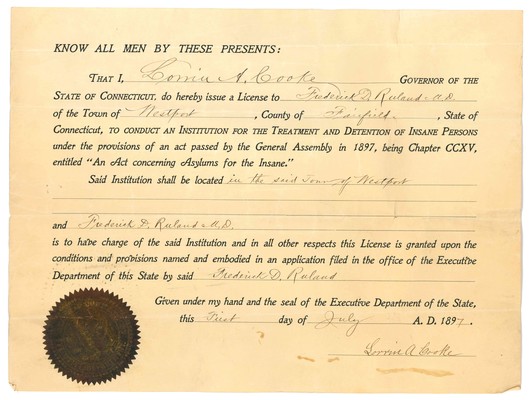 KNOW ALL MEN BY THESE PRESENTS:
THAT I, Lorrin A. Cooke GOVERNOR OF THE
STATE OF CONNECTICUT, do hereby issue a License to Frederick D. Ruland M.D.
of the Town of Westport, County of Fairfield, State of
Connecticut, TO CONDUCT AN INSTITUTION FOR THE TREATMENT AND DETENTION OF INSANE PERSONS
under the provisions of an act passed by the General Assembly in 1897, being Chapter CCXV,
entitled "An Act concerning Asylums for the Insane."
Said Institution shall be located in the said Town of Westport
and Frederick D. Ruland M.D.
is to have charge of the said Institution and in all other respects this License is granted upon the
conditions and provisions named and embodied in an application filed in the office of the Executive
Department of this State by said Frederick D. Ruland
Given under my hand and the seal of the Executive Department of the State,
this First day of July A. D. 1897.
Lorrin A Cooke